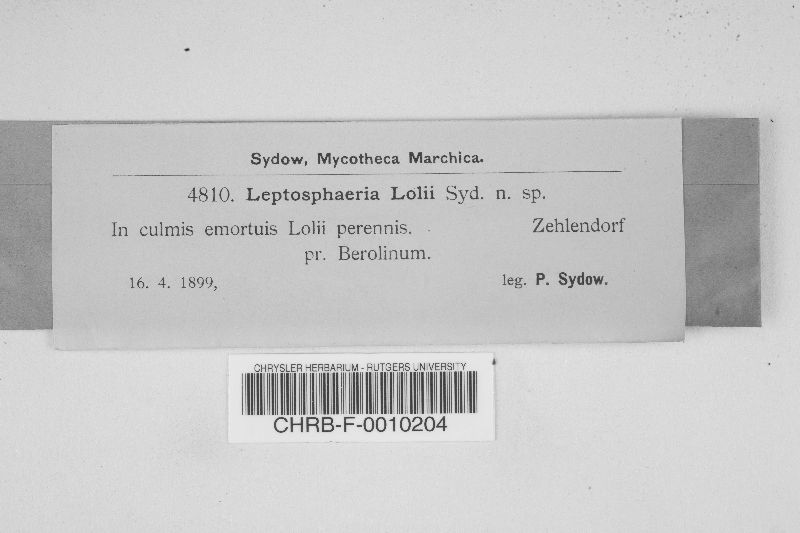 Sydow, Mycotheca Marchica.
4810. Leptosphaeria Lolii Syd. n. sp.
In culmis emortuis Lolii perennis. Zehlendorf
pr. Berolinum.
16. 4. 1899, leg. P. Sydow.
CHRYSLER HERBARIUM - RUTGERS UNIVERSITY
CHRB-F-0010204